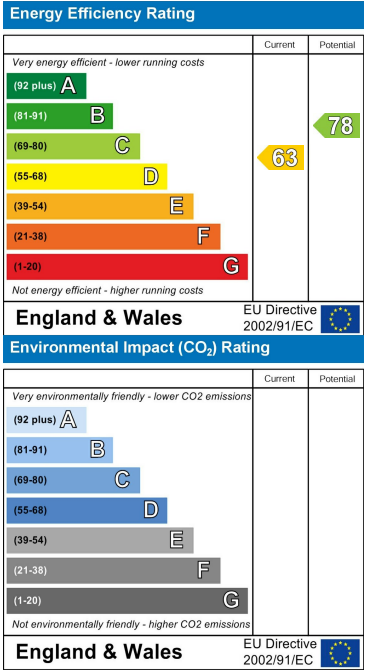 Energy Efficiency Rating
Current Potential
Very energy efficient - lower running costs
(92 plus) A
(81-91) B
78
(69-80) C
63
(55-68) D
(39-54) E
(21-38) F
(1-20) G
Not energy efficient - higher running costs
England & Wales
EU Directive
2002/91/EC
Environmental Impact (CO₂) Rating
Current Potential
Very environmentally friendly - lower CO2 emissions
(92 plus) A
(81-91) B
(69-80) C
(55-68) D
(39-54) E
(21-38) F
(1-20) G
Not environmentally friendly - higher CO2 emissions
England & Wales
EU Directive
2002/91/EC